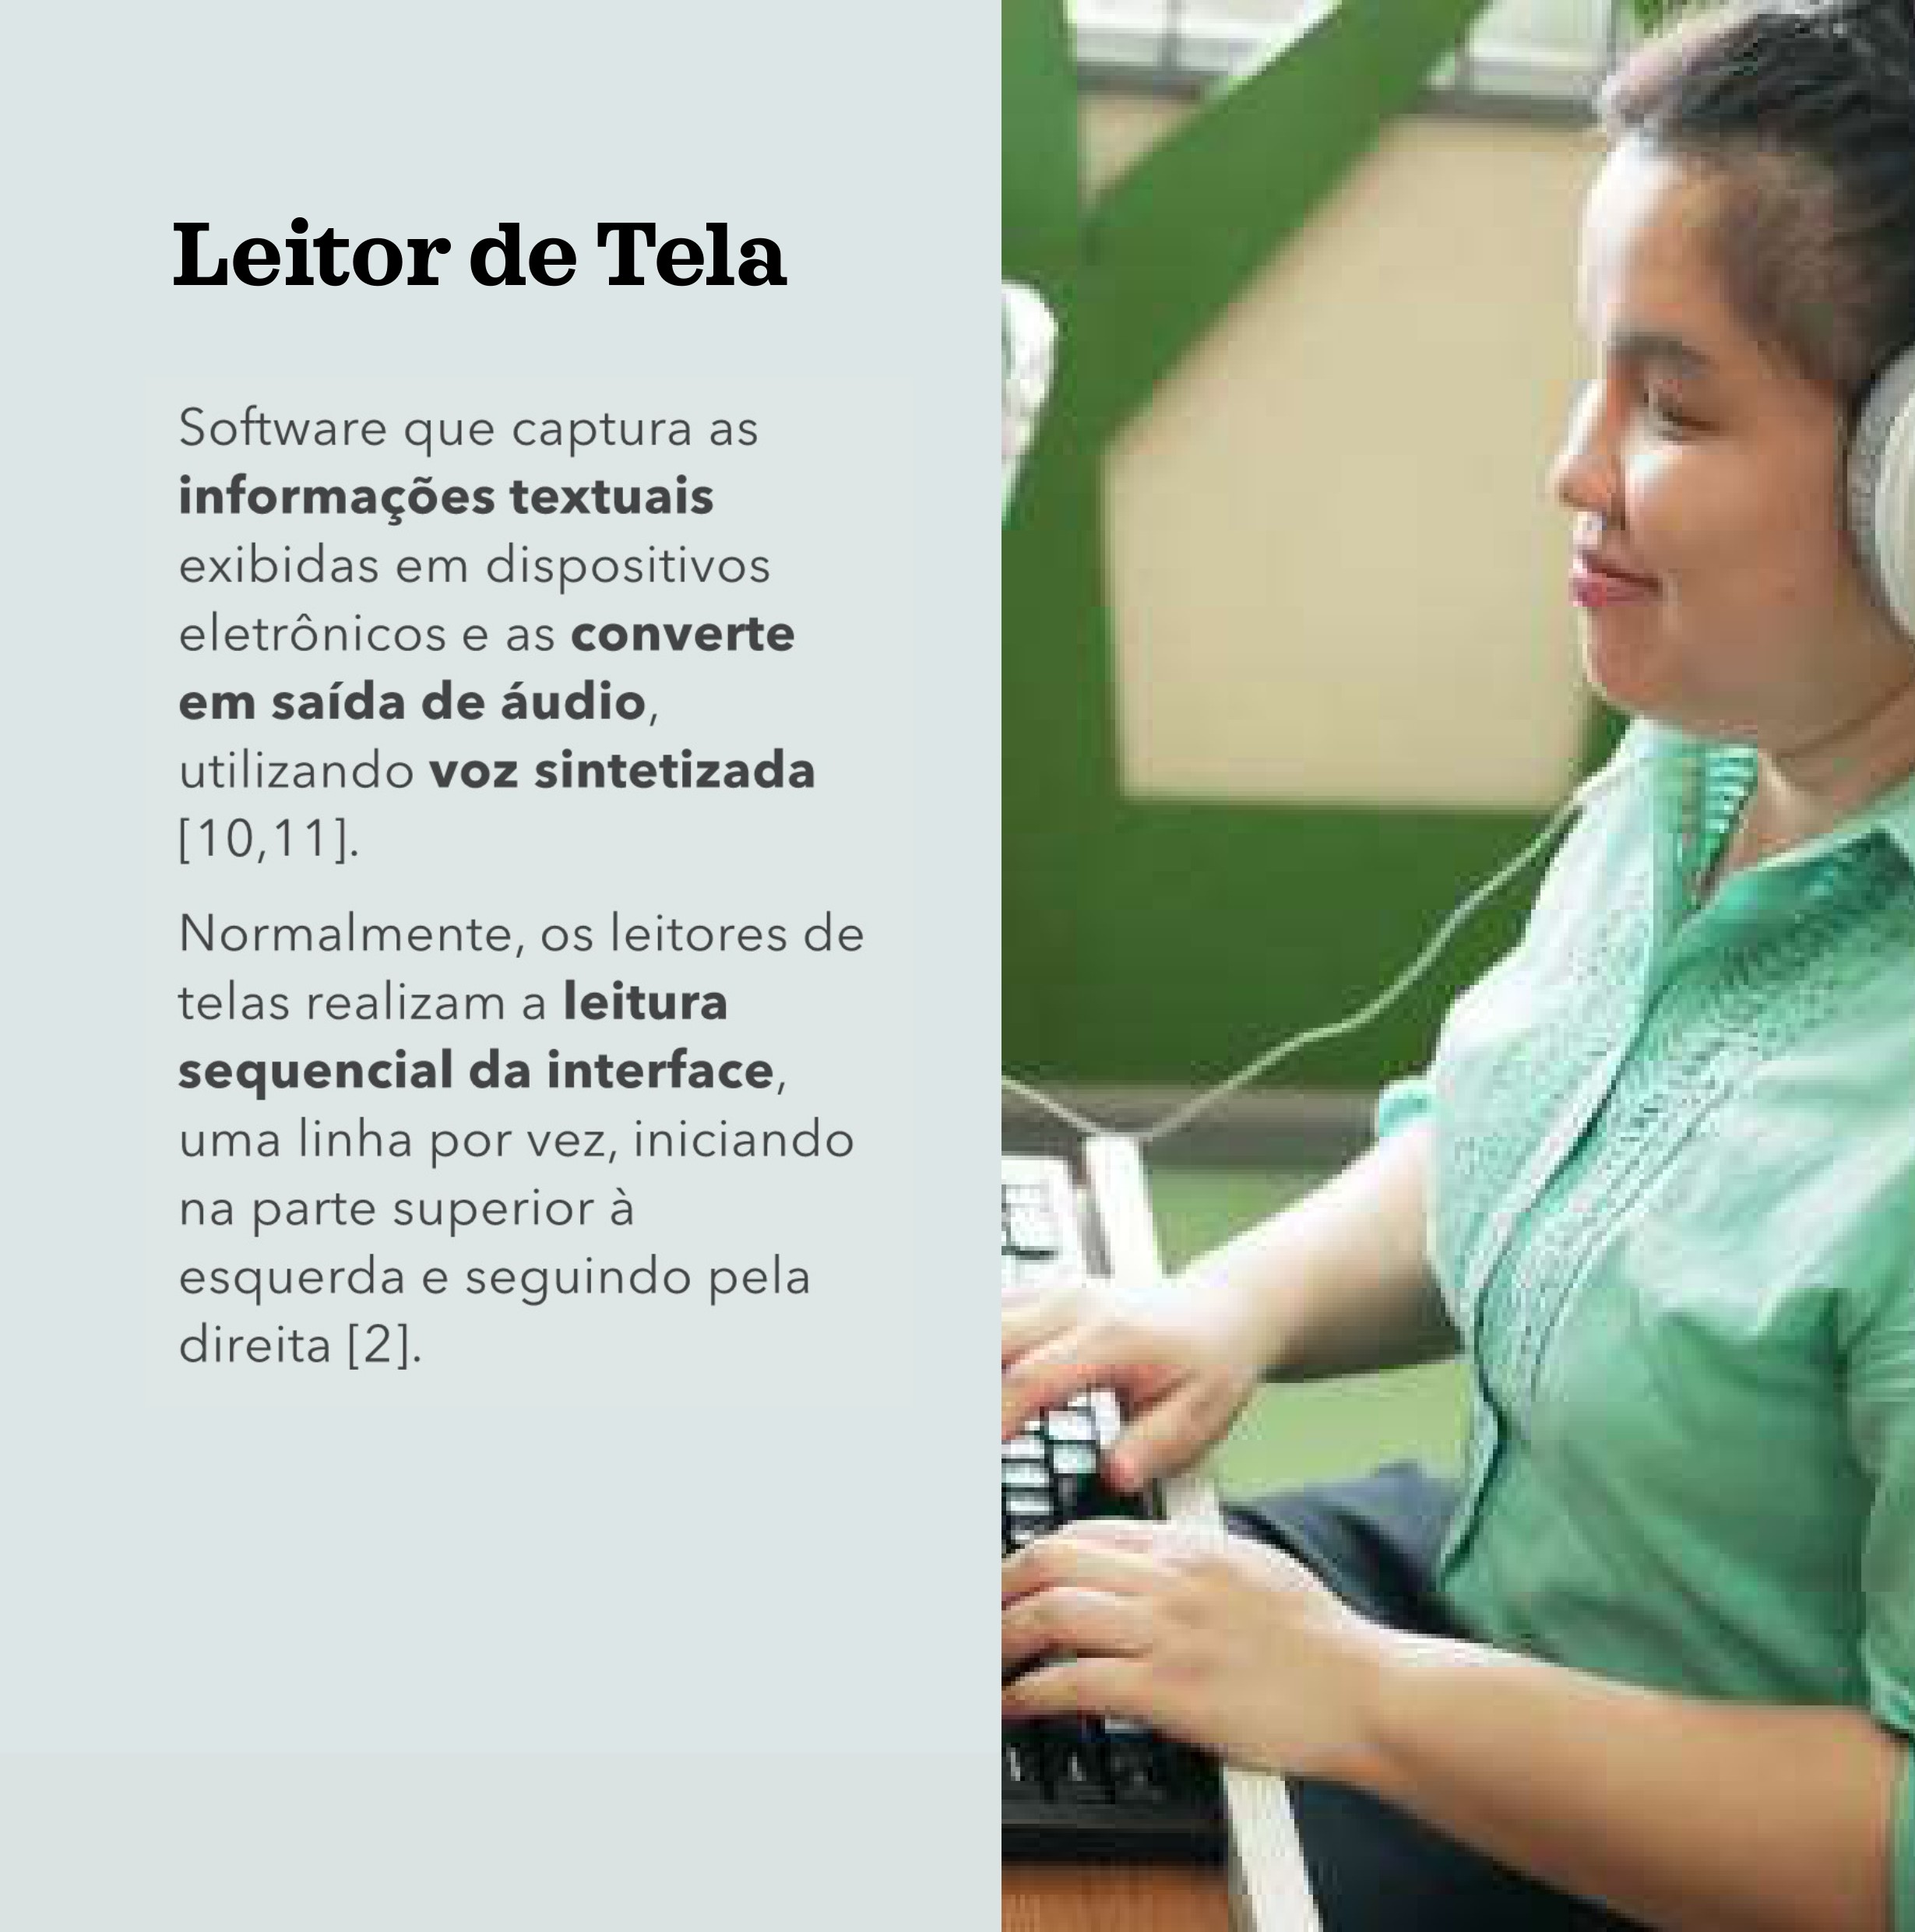 Leitor de Tela
Software que captura as
informações textuais
exibidas em dispositivos
eletrônicos e as converte
em saída de áudio,
utilizando voz sintetizada
[10,11].
Normalmente, os leitores de
telas realizam a leitura
sequencial da interface,
uma linha por vez, iniciando
na parte superior à
esquerda e seguindo pela
direita [2].